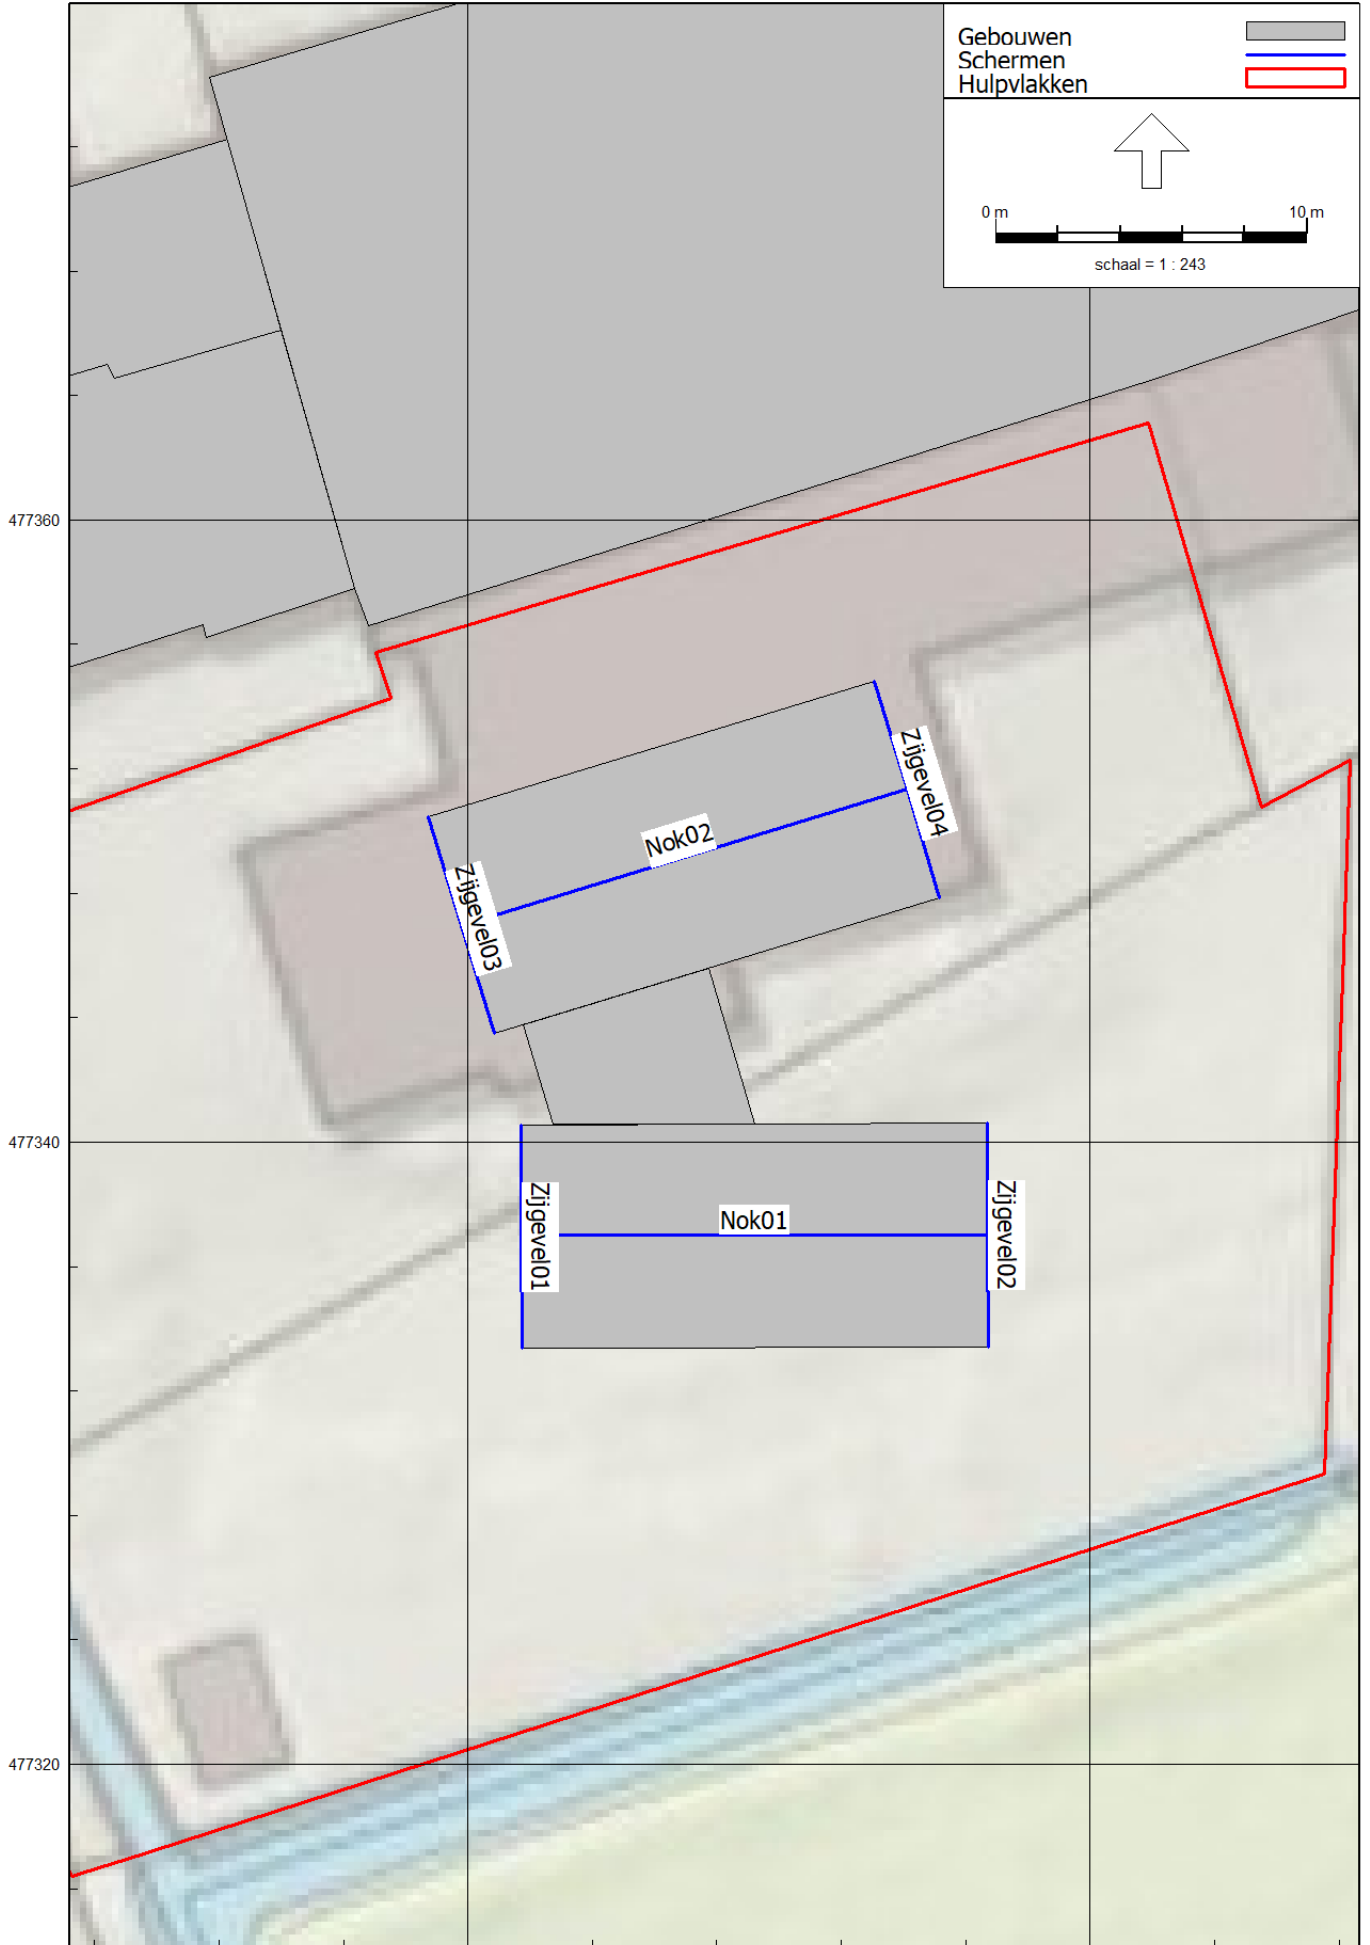 Gebouwen
Schermen
Hulpvlakken
0 m 10 m
schaal = 1 : 243
477360
Zijgevel04
Nok02
Zijgevel03
477340
Zijgevel01
Nok01
Zijgevel02
477320